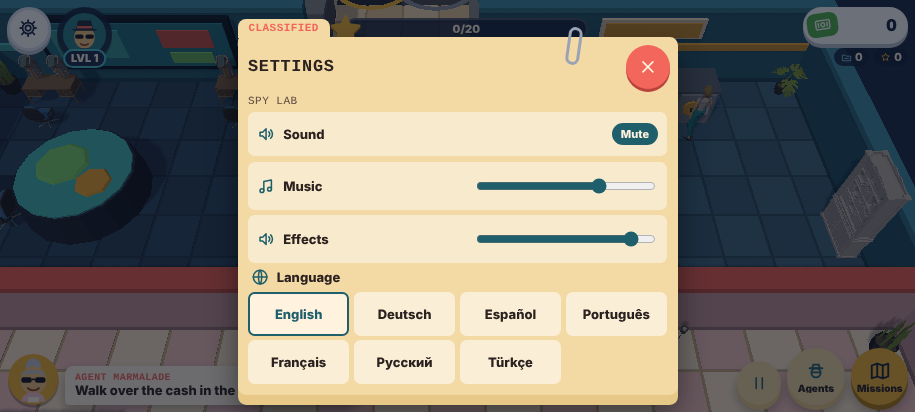 CLASSIFIED
0/20
0
LVL 1
0
0
SETTINGS
SPY LAB
Sound
Mute
Music
Effects
Language
English
Deutsch
Español
Português
Français
Русский
Türkçe
AGENT MARMALADE
Walk over the cash in the
Agents
Missions